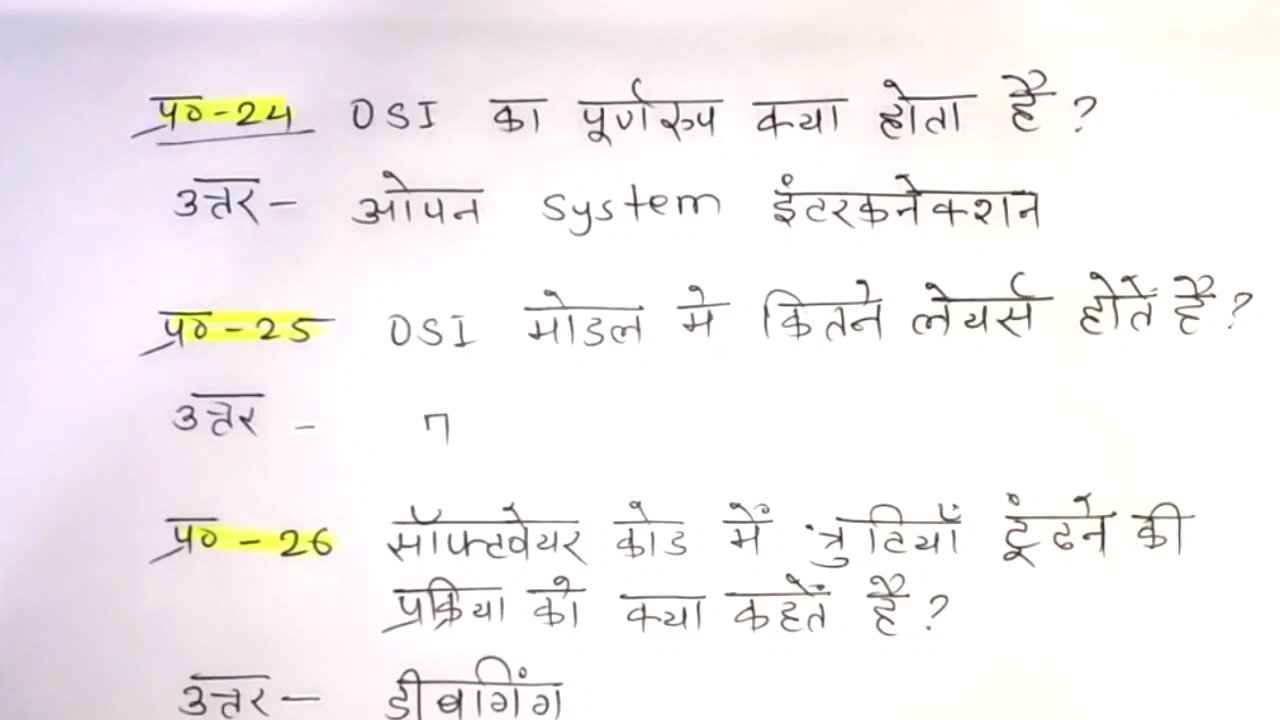 प्र०-24 OSI का पूर्णरुप क्या होता है ?
उत्तर - ओपन system इंटरकनेक्शन
प्र०-25 OSI मोडल मे कितने लेयर्स होतें है ?
उत्तर - 7
प्र०-26 सॉफ्टवेयर कोड में त्रुटियाँ ढूंढने की
प्रक्रिया को क्या कहतें है ?
उत्तर - डीबगिंग